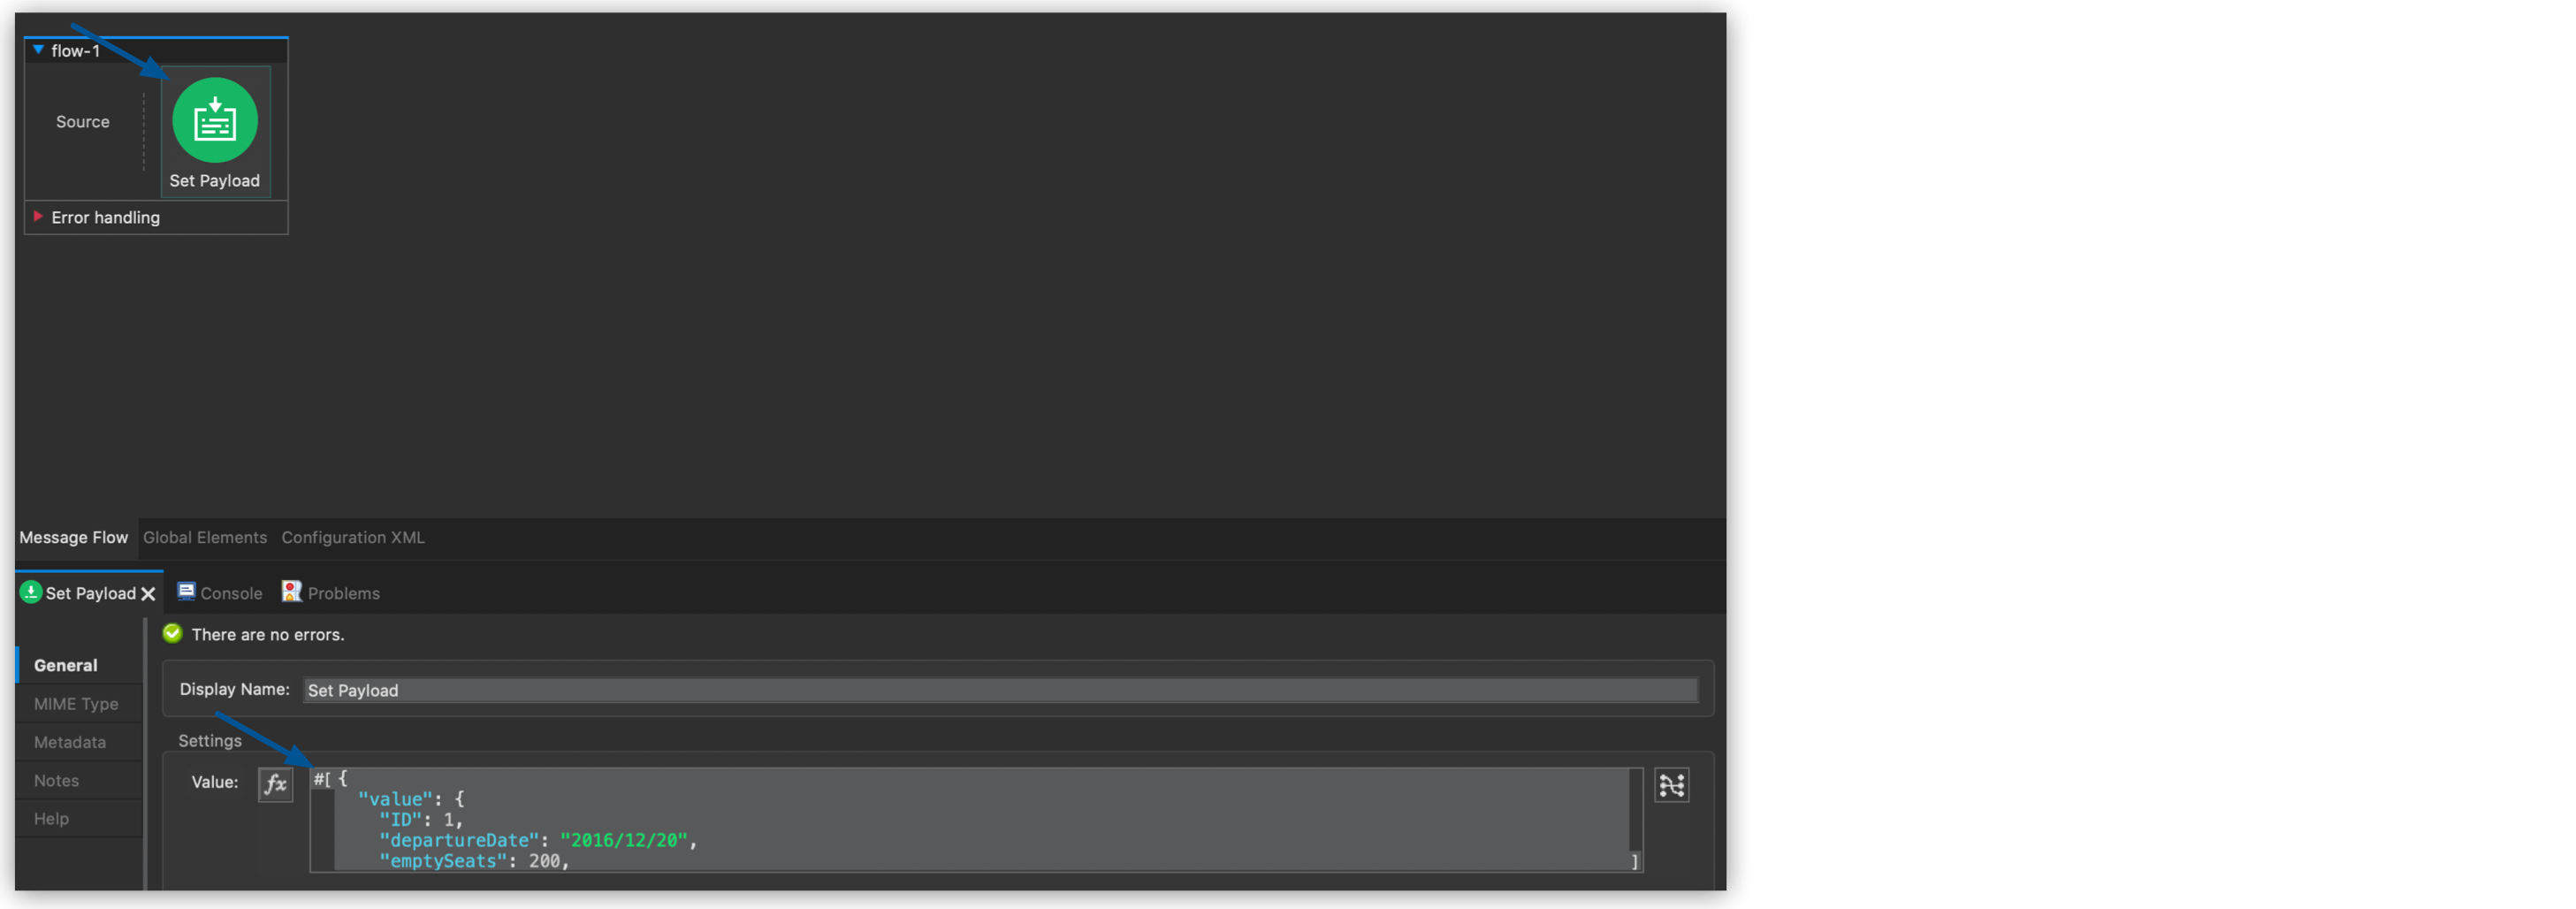 flow-1
Source
Set Payload
Error handling
Message Flow Global Elements Configuration XML
Set Payload Console Problems
There are no errors.
General
Display Name: Set Payload
MIME Type
Metadata
Settings
Notes
Value: fx #[ {
"value": {
"ID": 1,
Help
"departureDate": "2016/12/20",
"emptySeats": 200,
]